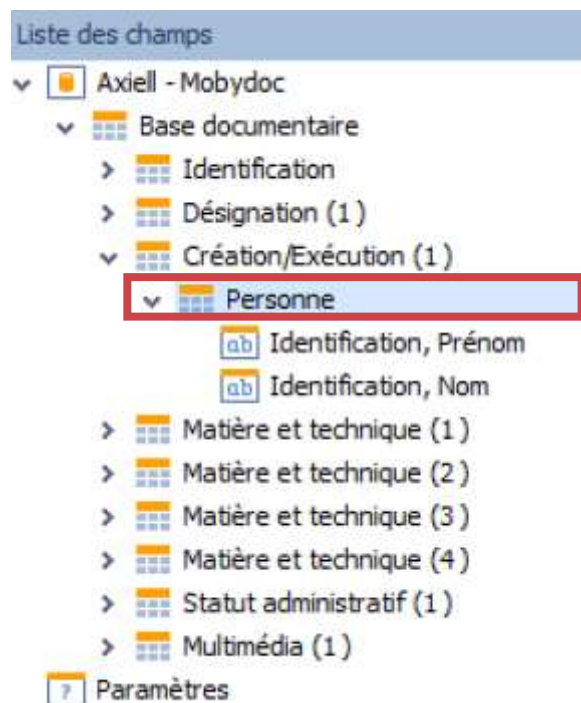 Liste des champs
Axiell - Mobydoc
Base documentaire
Identification
Désignation (1)
Création/Exécution (1)
Personne
ab Identification, Prénom
ab Identification, Nom
Matière et technique (1)
Matière et technique (2)
Matière et technique (3)
Matière et technique (4)
Statut administratif (1)
Multimédia (1)
? Paramètres